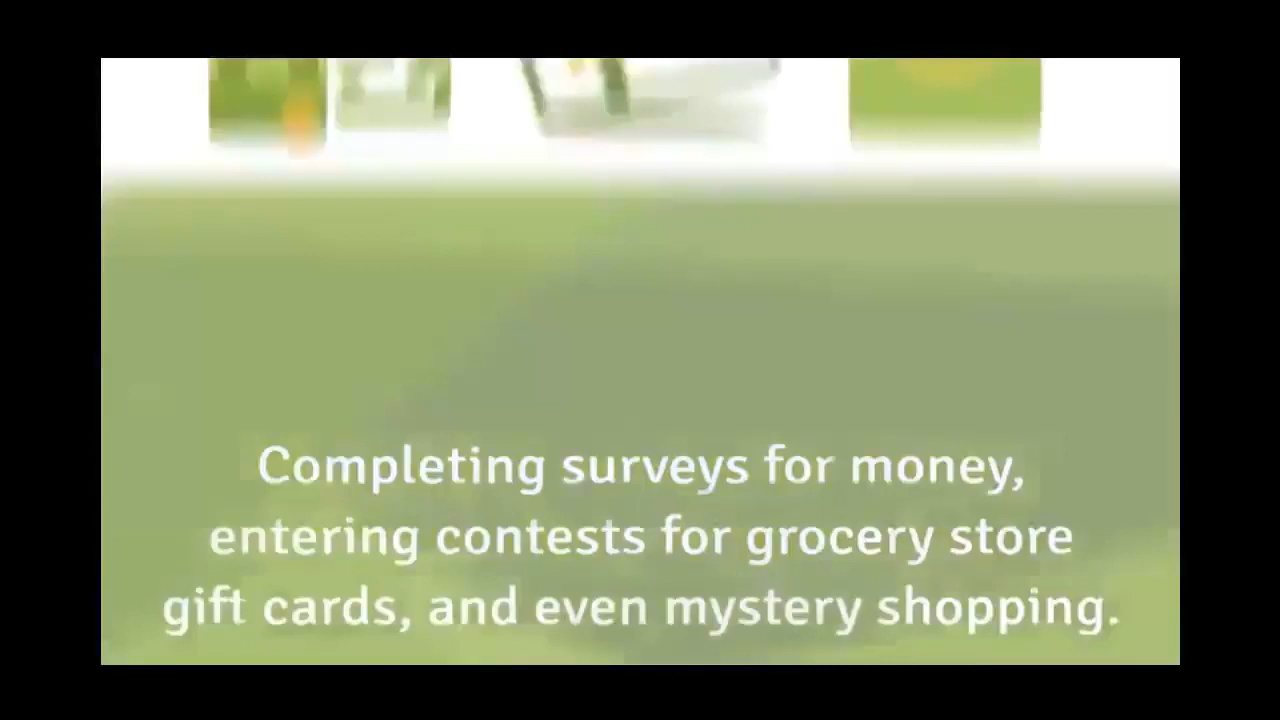 Completing surveys for money,
entering contests for grocery store
gift cards, and even mystery shopping.